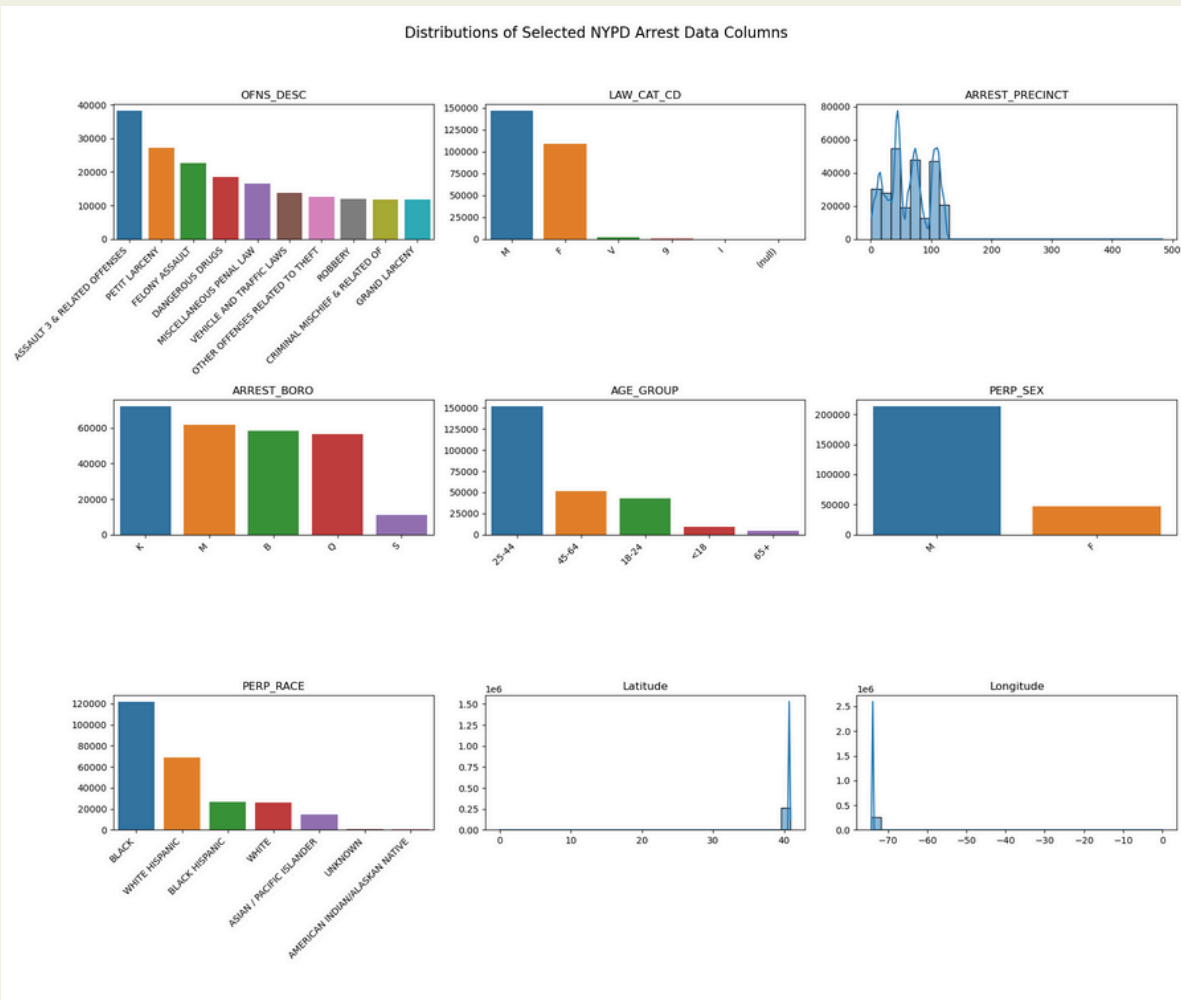 Distributions of Selected NYPD Arrest Data Columns
OFNS_DESC
40000
30000
20000
10000
0
ASSAULT 3 & RELATED OFFENSES
PETIT LARCENY
FELONY ASSAULT
DANGEROUS DRUGS
MISCELLANEOUS PENAL LAW
VEHICLE AND TRAFFIC LAWS
OTHER OFFENSES RELATED TO THEFT
ROBBERY
CRIMINAL MISCHIEF & RELATED OF
GRAND LARCENY
LAW_CAT_CD
150000
125000
100000
75000
50000
25000
0
M
F
V
9
I
(null)
ARREST_PRECINCT
80000
60000
40000
20000
0
0 100 200 300 400 500
ARREST_BORO
60000
40000
20000
0
K
M
B
Q
S
AGE_GROUP
150000
125000
100000
75000
50000
25000
0
25-44
45-64
18-24
<18
65+
PERP_SEX
200000
150000
100000
50000
0
M
F
PERP_RACE
120000
100000
80000
60000
40000
20000
0
BLACK
WHITE HISPANIC
BLACK HISPANIC
WHITE
ASIAN / PACIFIC ISLANDER
UNKNOWN
AMERICAN INDIAN/ALASKAN NATIVE
Latitude
1e6
1.50
1.25
1.00
0.75
0.50
0.25
0.00
0 10 20 30 40
Longitude
1e6
2.5
2.0
1.5
1.0
0.5
0.0
−70 −60 −50 −40 −30 −20 −10 0